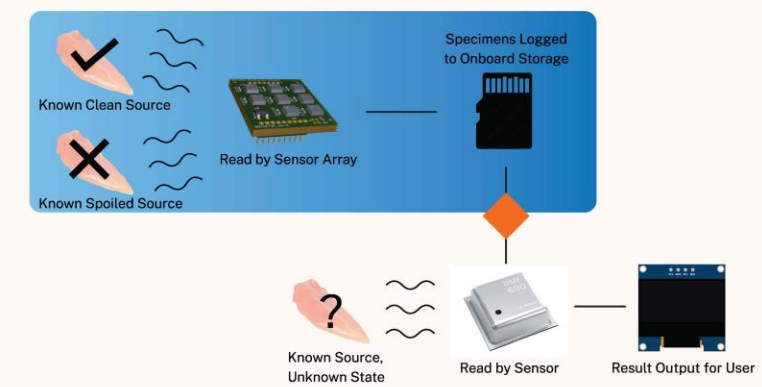 Specimens Logged
to Onboard Storage
Known Clean Source
Read by Sensor Array
Known Spoiled Source
?
Known Source,
Unknown State
690
Read by Sensor
Result Output for User